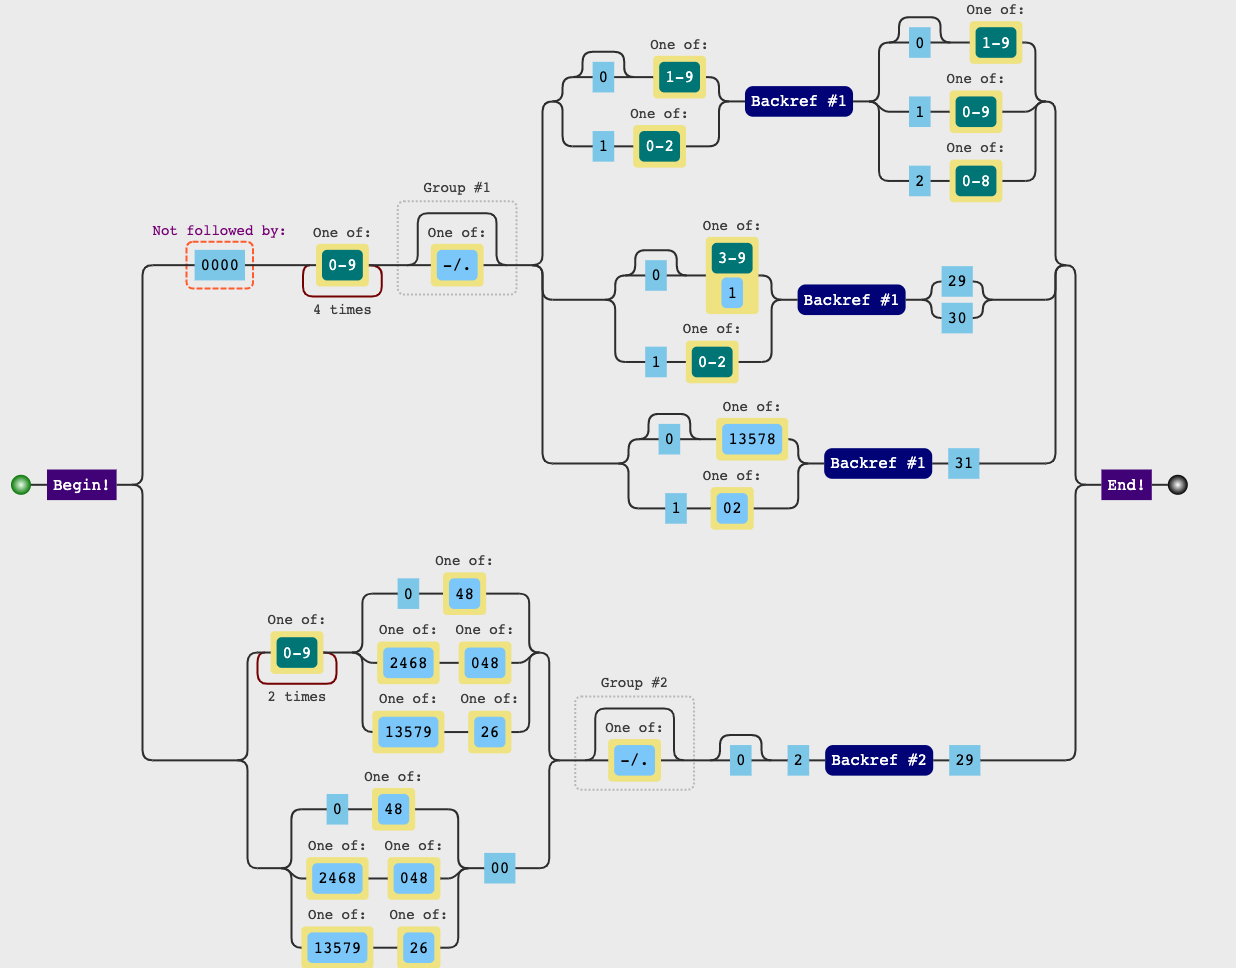 One of:
0
1-9
One of:
1
0-9
One of:
2
0-8
One of:
0
1-9
One of:
1
0-2
Backref #1
Group #1
Not followed by:
0000
One of:
0-9
4 times
One of:
-/.
One of:
0
3-9
1
One of:
1
0-2
Backref #1
29
30
One of:
0
13578
One of:
1
02
Backref #1
31
Begin!
End!
One of:
0-9
2 times
One of:
0
48
One of:
2468
One of:
048
One of:
13579
One of:
26
Group #2
One of:
-/.
0
2
Backref #2
29
One of:
0
48
One of:
2468
One of:
048
One of:
13579
One of:
26
00